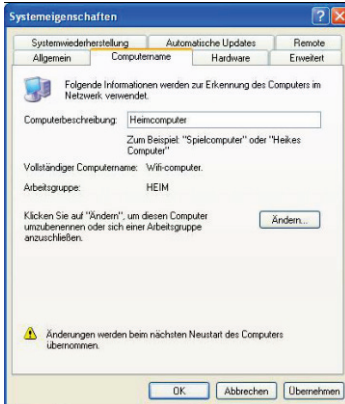 Systemeigenschaften
Systemwiederherstellung Automatische Updates Remote
Allgemein Computername Hardware Erweitert
Folgende Informationen werden zur Erkennung des Computers im
Netzwerk verwendet.
Computerbeschreibung: Heimcomputer
Zum Beispiel: "Spielcomputer" oder "Heikes
Computer"
Vollständiger Computername: Wifi-computer.
Arbeitsgruppe: HEIM
Klicken Sie auf "Ändern", um diesen Computer
umzubenennen oder sich einer Arbeitsgruppe
anzuschließen.
Ändern...
Änderungen werden beim nächsten Neustart des Computers
übernommen.
OK Abbrechen Übernehmen